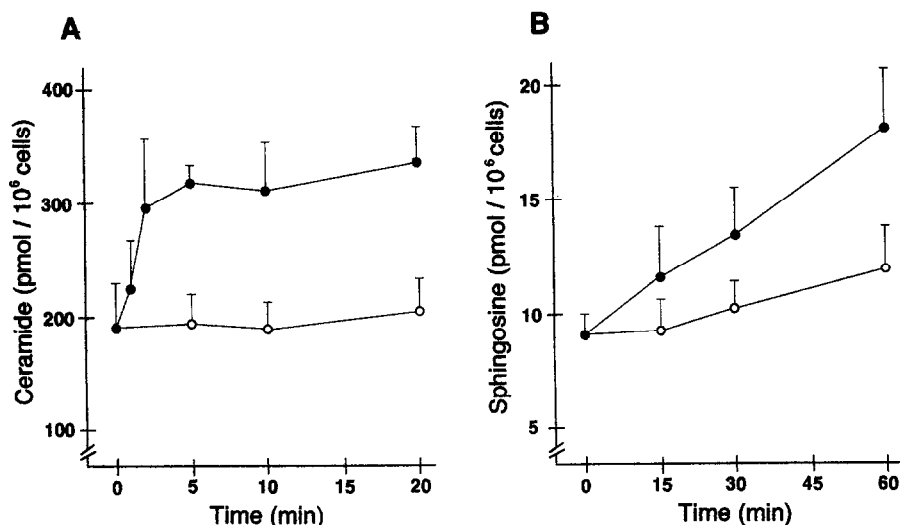 A
Ceramide (pmol / 10⁶ cells)
400
300
200
100
0 5 10 15 20
Time (min)
B
Sphingosine (pmol / 10⁶ cells)
20
15
10
5
0 15 30 45 60
Time (min)